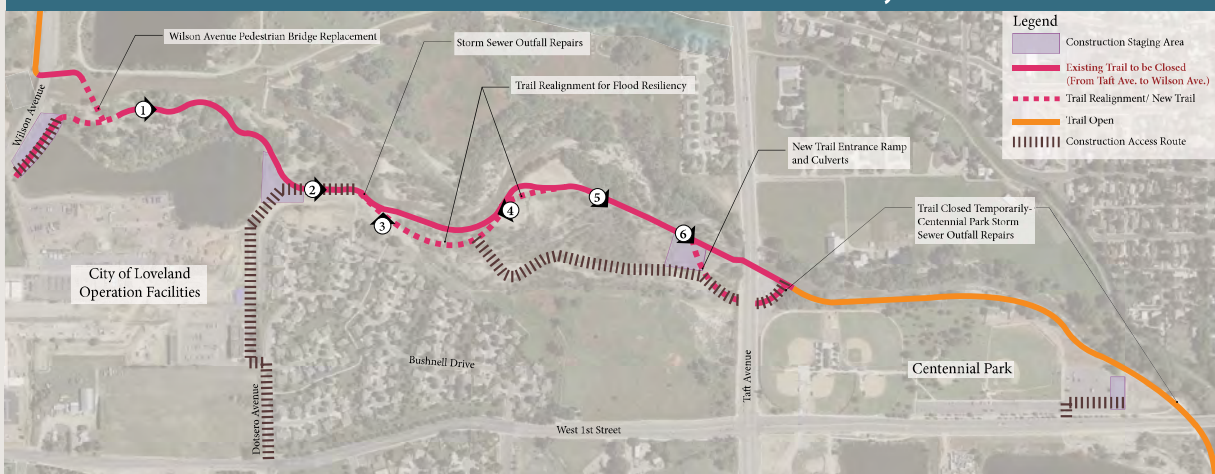 Legend
Construction Staging Area
Existing Trail to be Closed
(From Taft Ave. to Wilson Ave.)
Trail Realignment/ New Trail
Trail Open
Construction Access Route
Wilson Avenue Pedestrian Bridge Replacement
Storm Sewer Outfall Repairs
Trail Realignment for Flood Resiliency
New Trail Entrance Ramp
and Culverts
Trail Closed Temporarily-
Centennial Park Storm
Sewer Outfall Repairs
Wilson Avenue
1
2
3
4
5
6
City of Loveland
Operation Facilities
Bushnell Drive
Dotsero Avenue
Taft Avenue
Centennial Park
West 1st Street